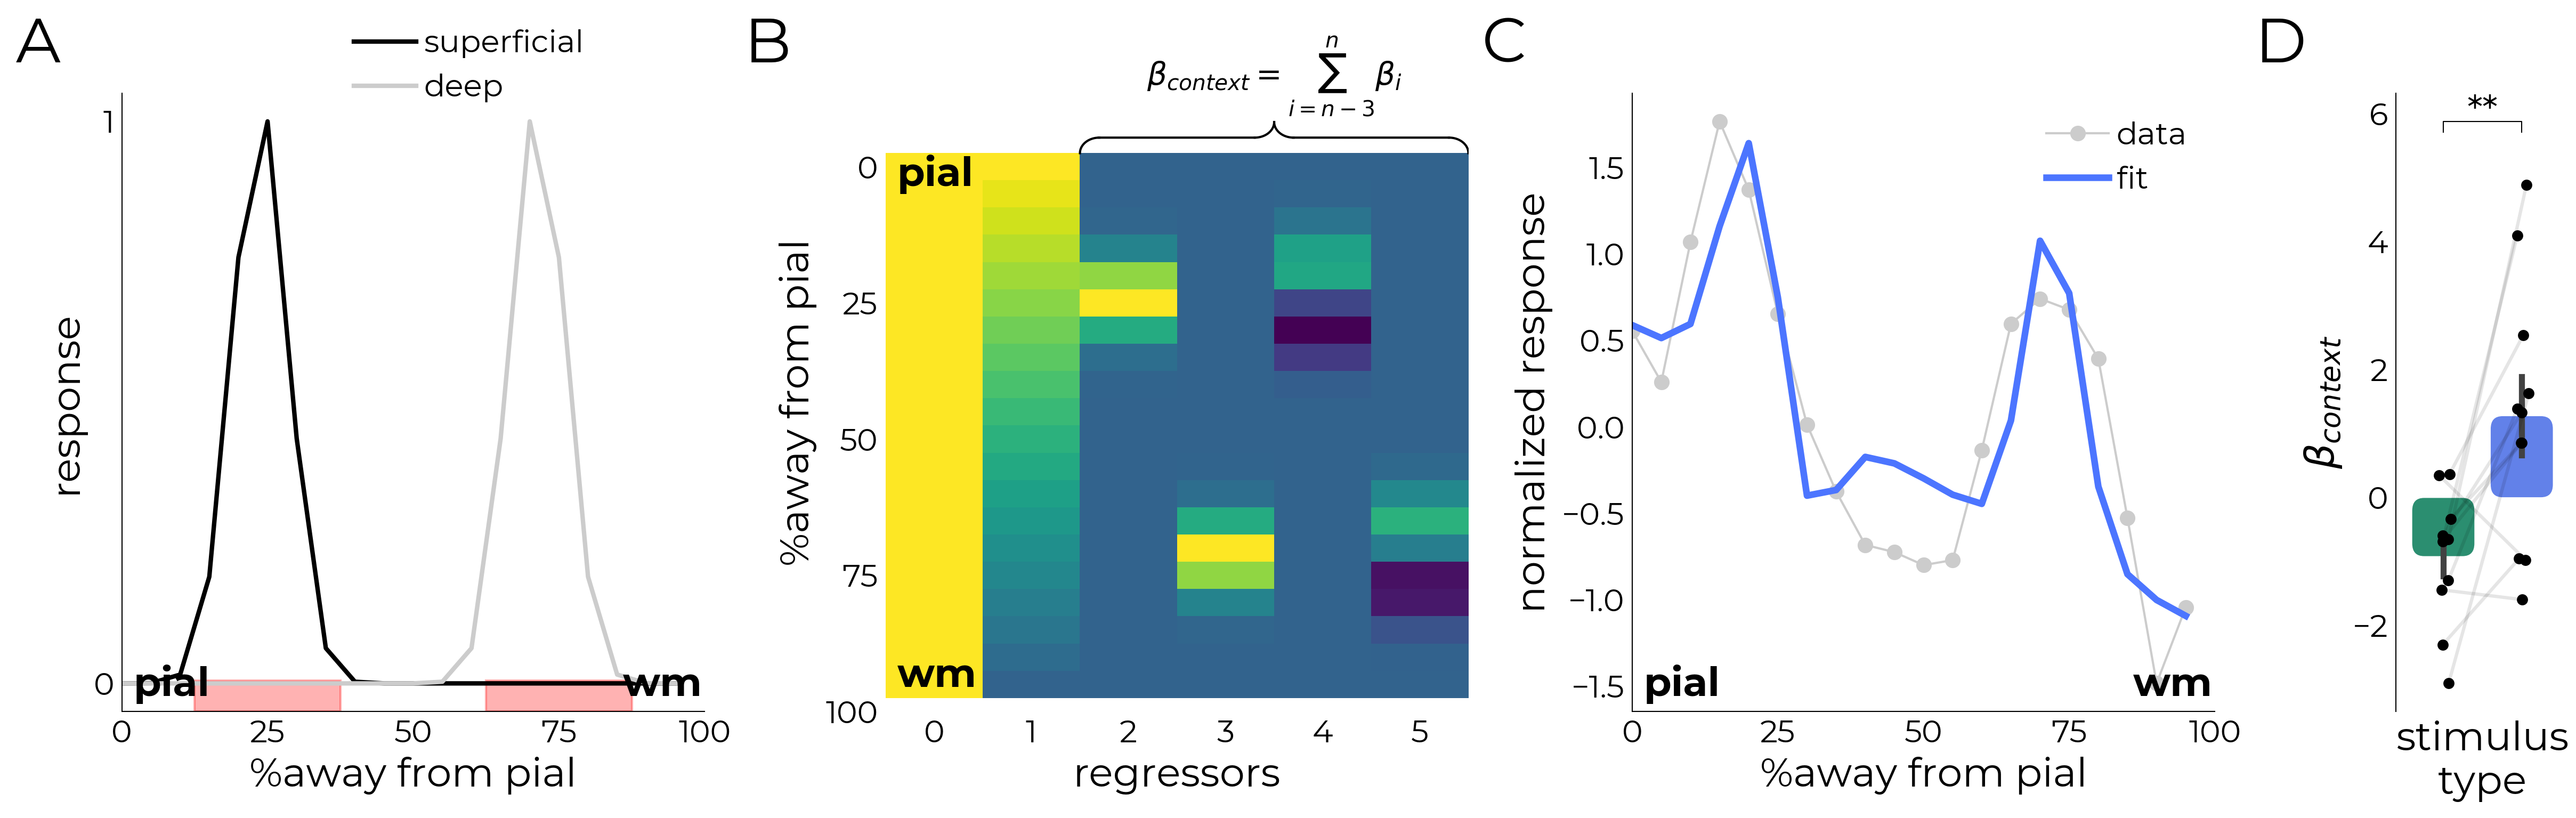 A
superficial
deep
1
0
response
pial
wm
0 25 50 75 100
%away from pial
B
β_context = ∑_{i=n−3}^{n} β_i
pial
wm
0
25
50
75
100
%away from pial
0 1 2 3 4 5
regressors
C
data
fit
1.5
1.0
0.5
0.0
−0.5
−1.0
−1.5
normalized response
pial
wm
0 25 50 75 100
%away from pial
D
**
6
4
2
0
−2
β_context
stimulus
type